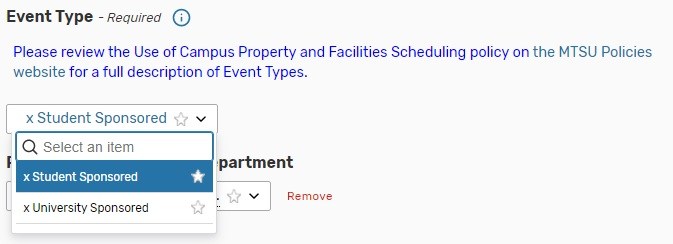 Event Type - Required
Please review the Use of Campus Property and Facilities Scheduling policy on the MTSU Policies
website for a full description of Event Types.
x Student Sponsored
Select an item
x Student Sponsored
partment
x University Sponsored
Remove